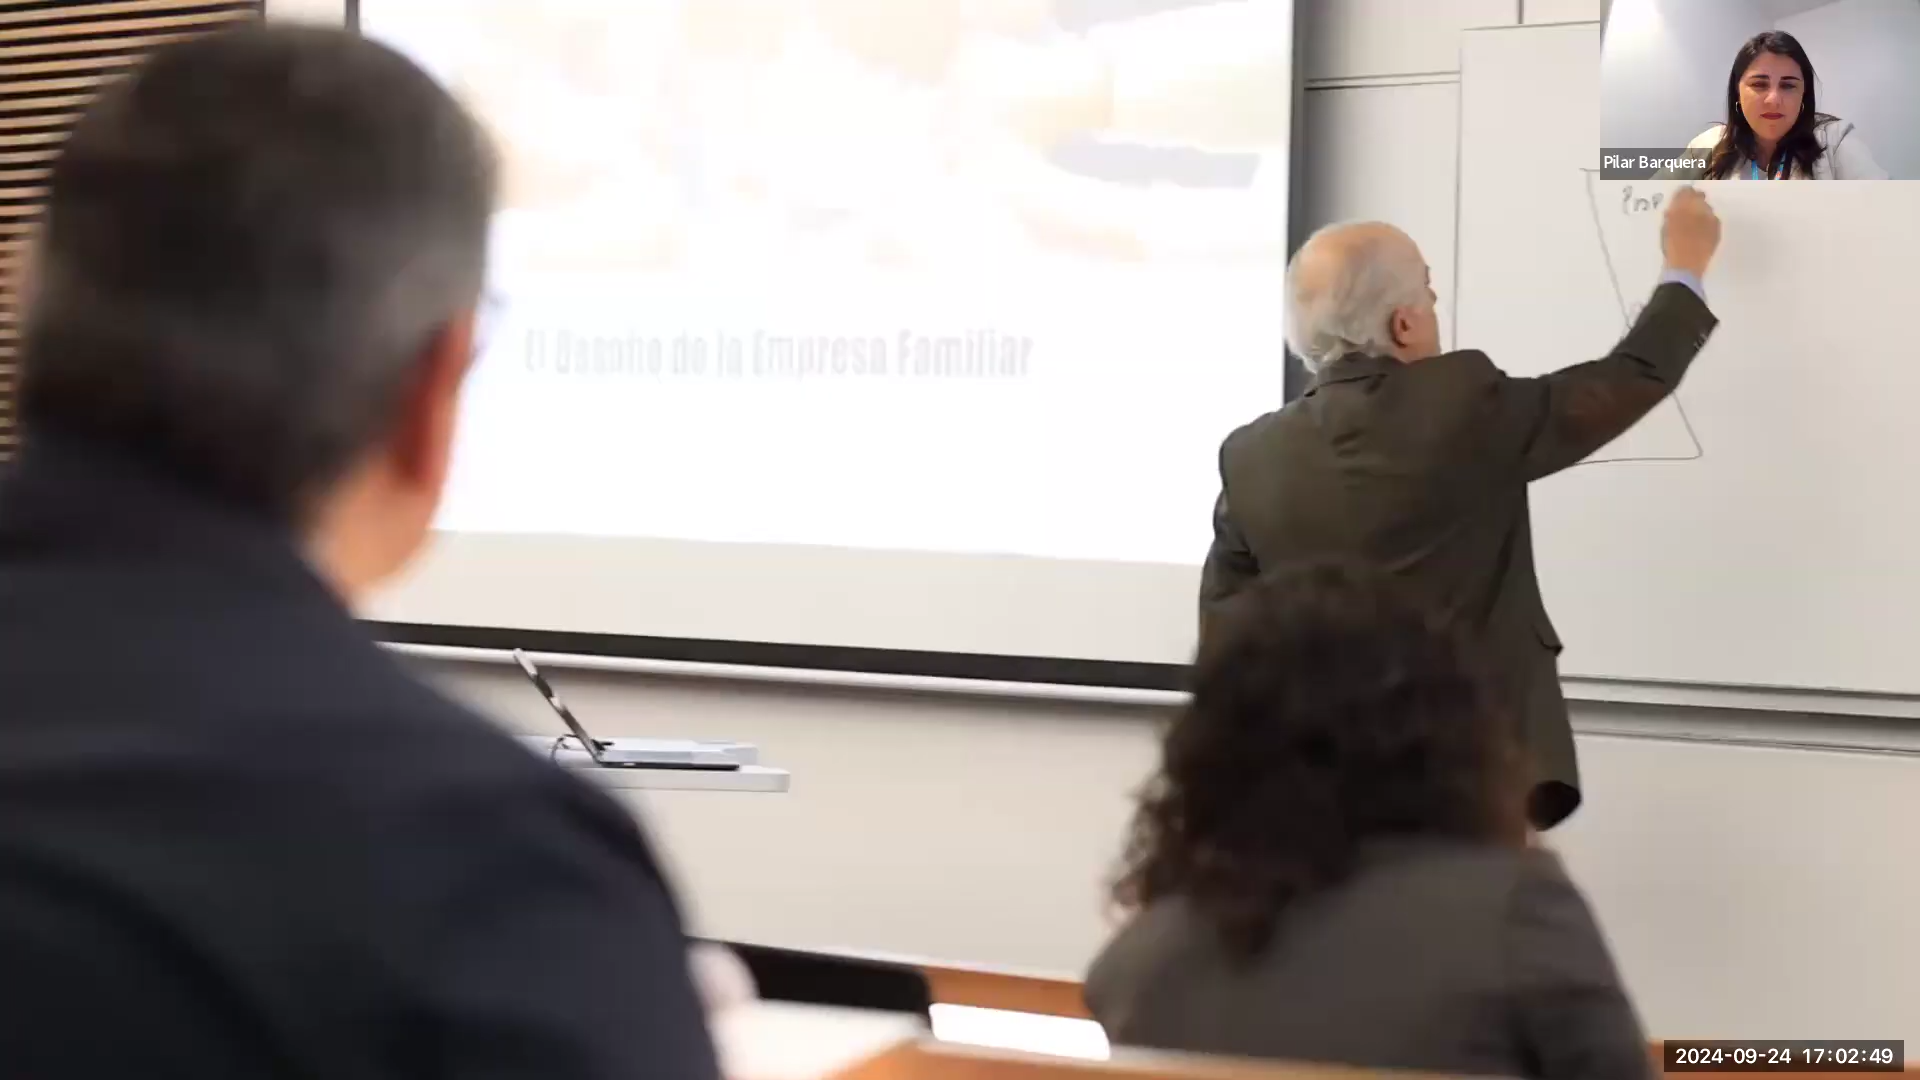 Pilar Barquera
El Desafío de la Empresa Familiar
2024-09-24 17:02:49